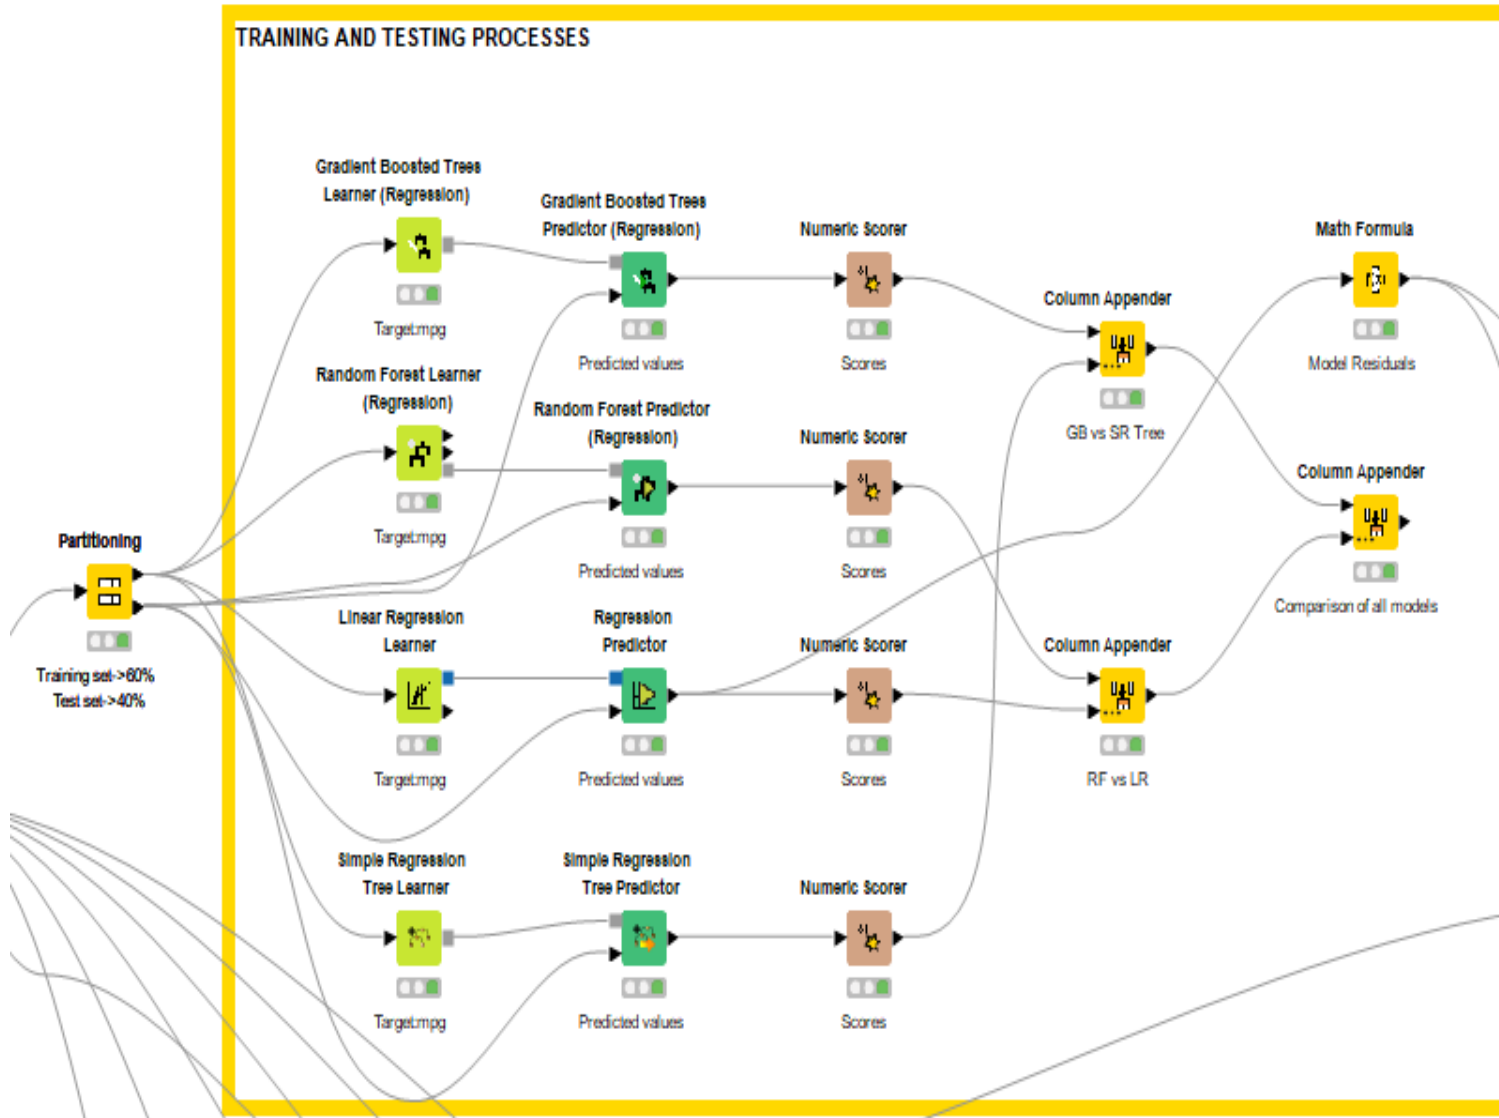 TRAINING AND TESTING PROCESSES
Gradient Boosted Trees
Learner (Regression)
Target:mpg
Gradient Boosted Trees
Predictor (Regression)
Predicted values
Numeric Scorer
Scores
Column Appender
GB vs SR Tree
Math Formula
Model Residuals
Random Forest Learner
(Regression)
Target:mpg
Random Forest Predictor
(Regression)
Predicted values
Numeric Scorer
Scores
Column Appender
Comparison of all models
Partitioning
Training set->60%
Test set->40%
Linear Regression
Learner
Target:mpg
Regression
Predictor
Predicted values
Numeric Scorer
Scores
Column Appender
RF vs LR
Simple Regression
Tree Learner
Target:mpg
Simple Regression
Tree Predictor
Predicted values
Numeric Scorer
Scores